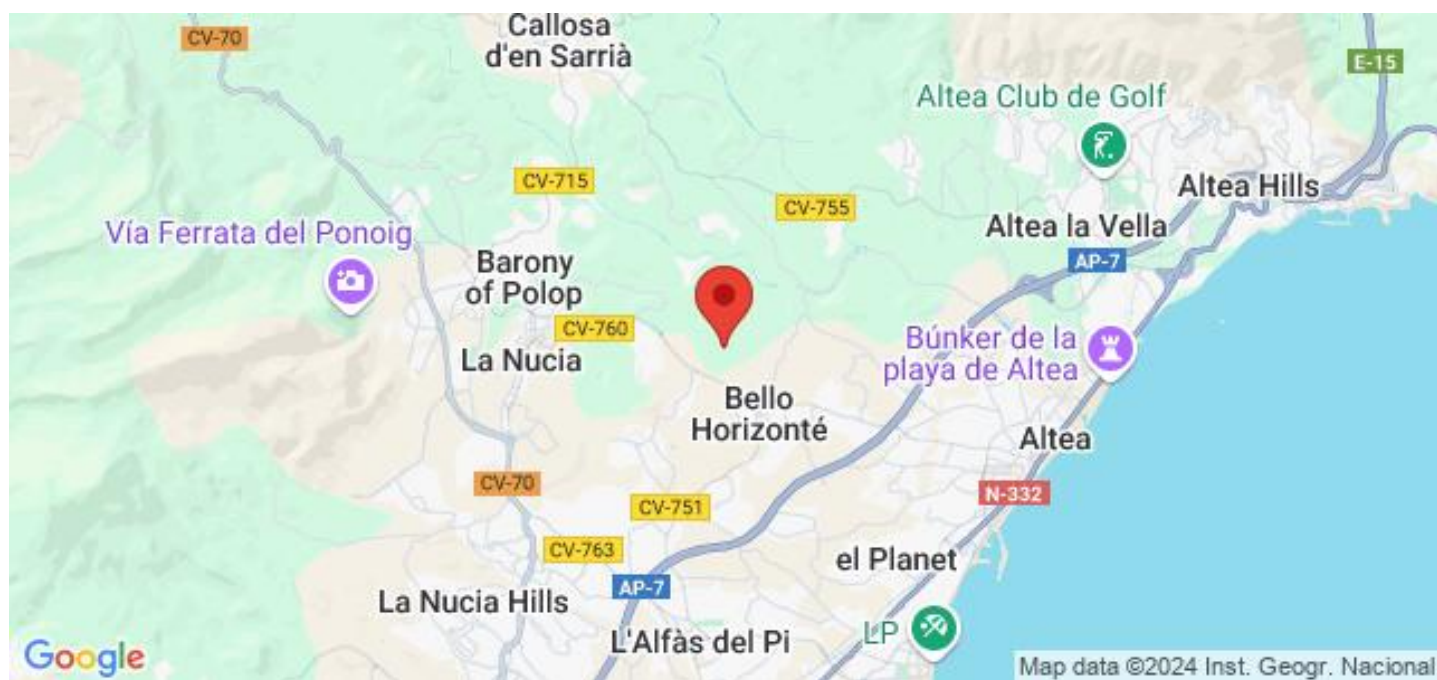 Callosa
d'en Sarrià
CV-70
E-15
Altea Club de Golf
CV-715
Altea Hills
CV-755
Altea la Vella
Vía Ferrata del Ponoig
AP-7
Barony
of Polop
CV-760
La Nucia
Búnker de la
playa de Altea
Bello
Horizonté
Altea
CV-70
N-332
CV-751
CV-763
el Planet
AP-7
La Nucia Hills
L'Alfàs del Pi
LP
Google
Map data ©2024 Inst. Geogr. Nacional